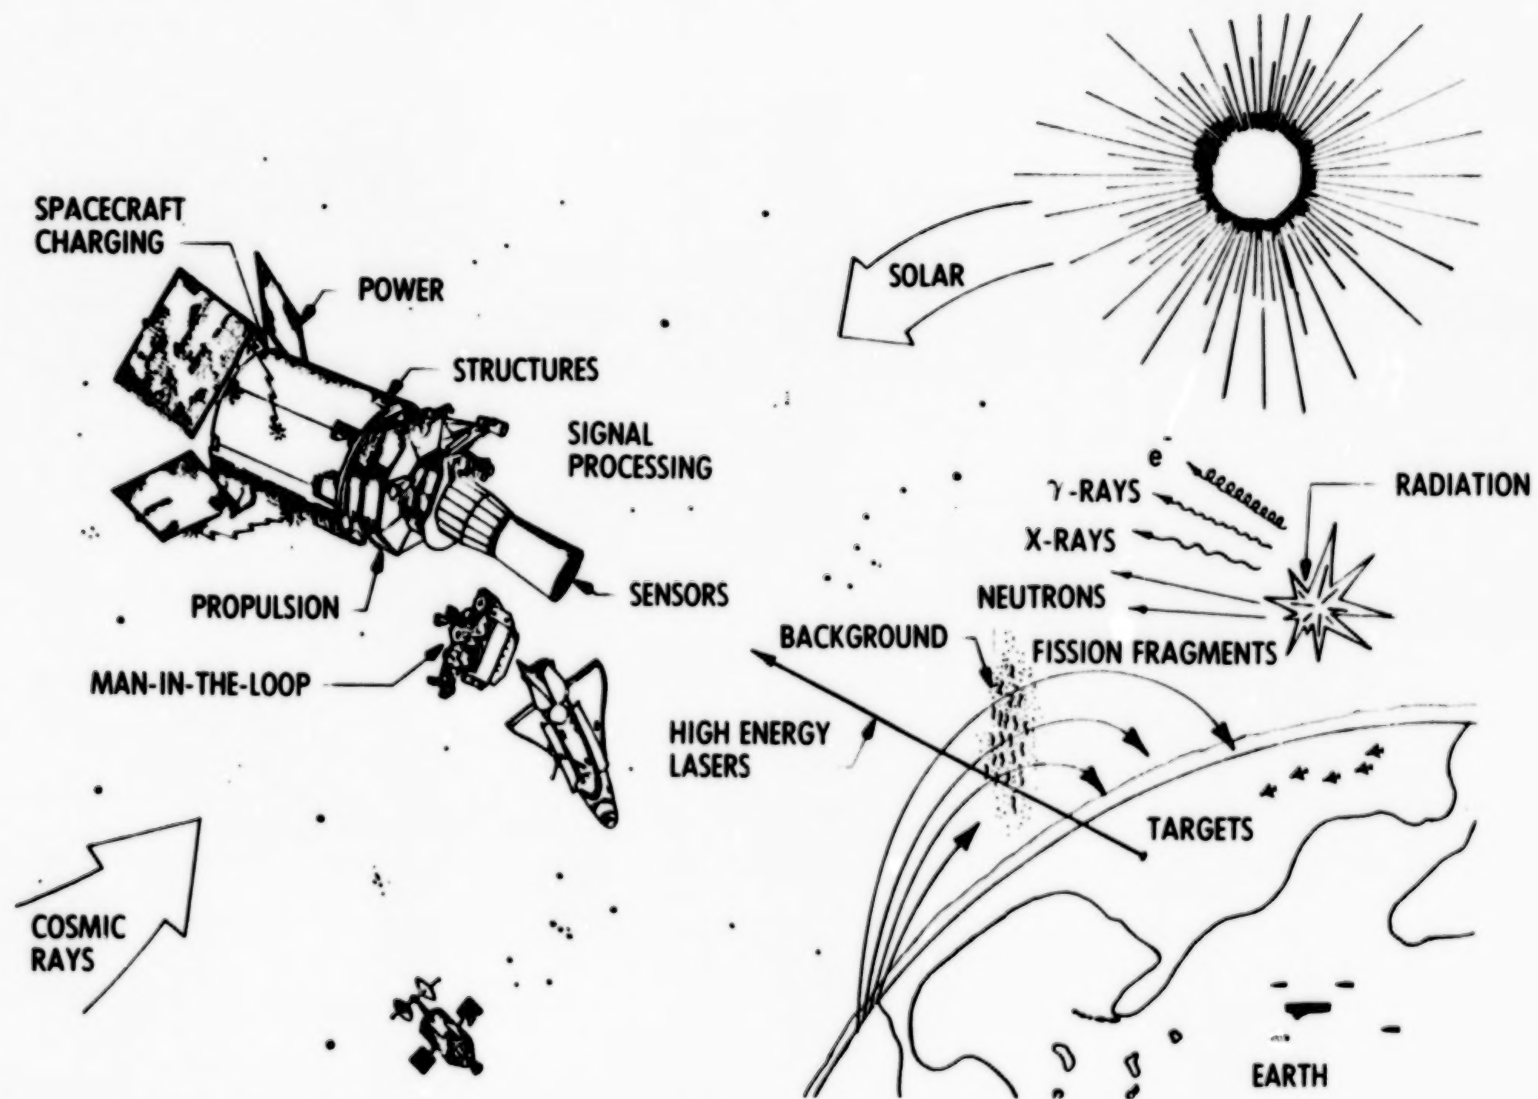 SPACECRAFT
CHARGING
POWER
STRUCTURES
SIGNAL
PROCESSING
SENSORS
PROPULSION
MAN-IN-THE-LOOP
COSMIC
RAYS
SOLAR
e-
γ-RAYS
X-RAYS
NEUTRONS
RADIATION
BACKGROUND
FISSION FRAGMENTS
HIGH ENERGY
LASERS
TARGETS
EARTH